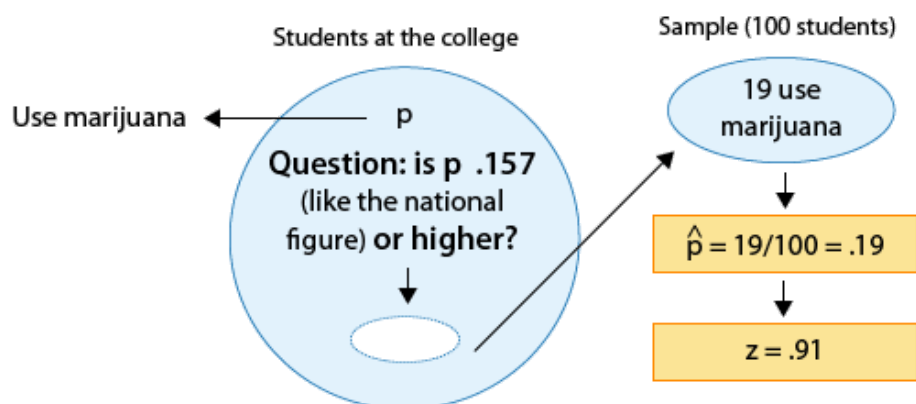 Students at the college
Use marijuana
p
Question: is p .157
(like the national
figure) or higher?
Sample (100 students)
19 use
marijuana
p̂ = 19/100 = .19
z = .91